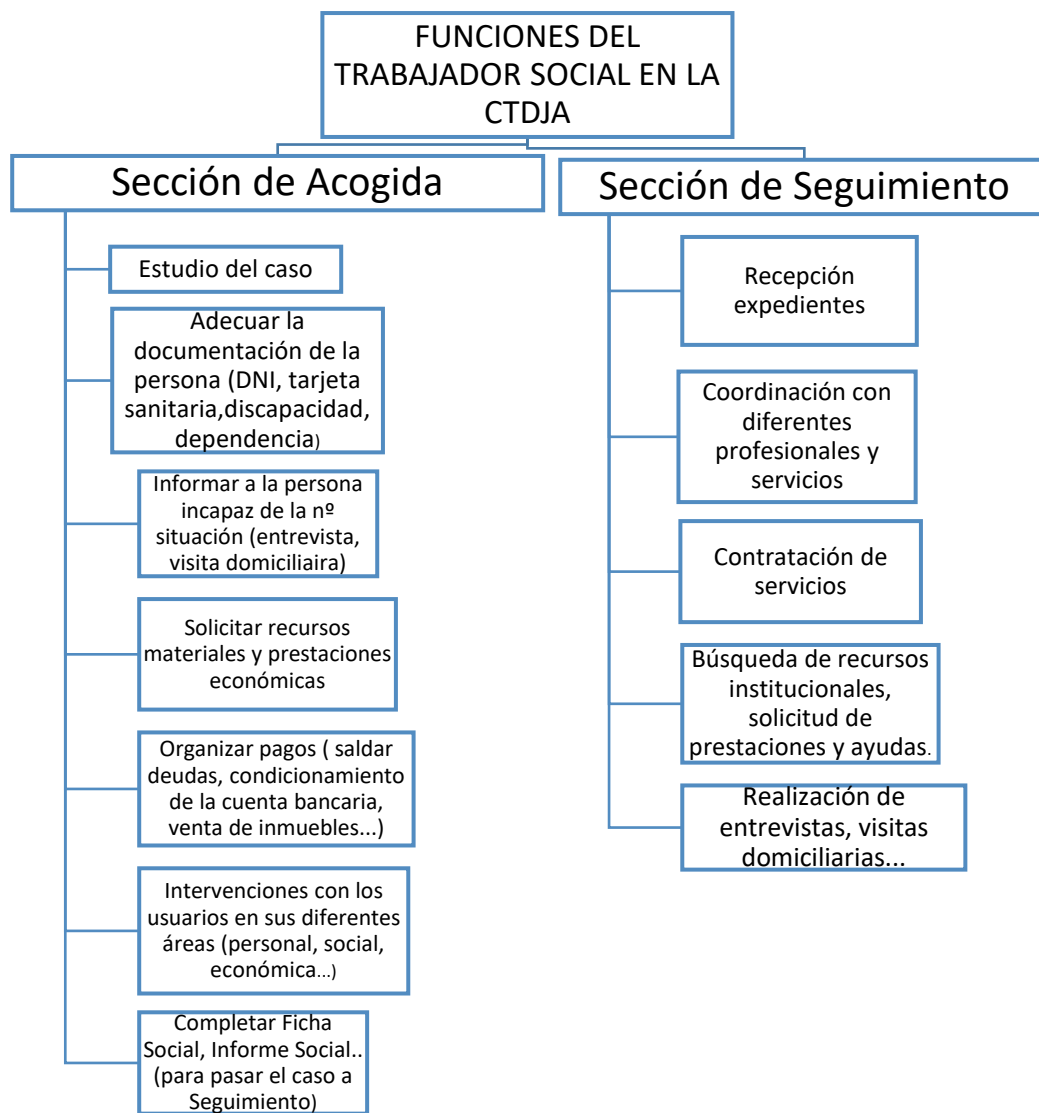 FUNCIONES DEL
TRABAJADOR SOCIAL EN LA
CTDJA
Sección de Acogida
Estudio del caso
Adecuar la
documentación de la
persona (DNI, tarjeta
sanitaria,discapacidad,
dependencia)
Informar a la persona
incapaz de la nº
situación (entrevista,
visita domiciliaira)
Solicitar recursos
materiales y prestaciones
económicas
Organizar pagos ( saldar
deudas, condicionamiento
de la cuenta bancaria,
venta de inmuebles...)
Intervenciones con los
usuarios en sus diferentes
áreas (personal, social,
económica...)
Completar Ficha
Social, Informe Social..
(para pasar el caso a
Seguimiento)
Sección de Seguimiento
Recepción
expedientes
Coordinación con
diferentes
profesionales y
servicios
Contratación de
servicios
Búsqueda de recursos
institucionales,
solicitud de
prestaciones y ayudas.
Realización de
entrevistas, visitas
domiciliarias...